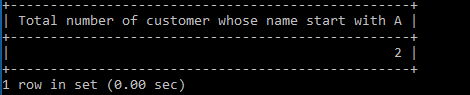 +-----------------------------------------------+
| Total number of customer whose name start with A |
+-----------------------------------------------+
| 2 |
+-----------------------------------------------+
1 row in set (0.00 sec)